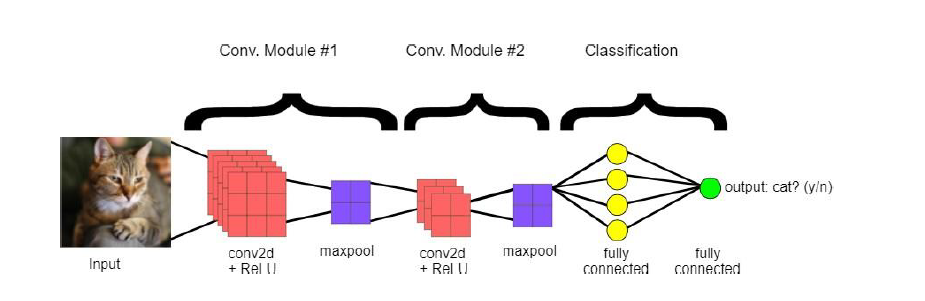 Conv. Module #1
Conv. Module #2
Classification
output: cat? (y/n)
Input
conv2d
+ ReLU
maxpool
conv2d
+ ReLU
maxpool
fully
connected
fully
connected